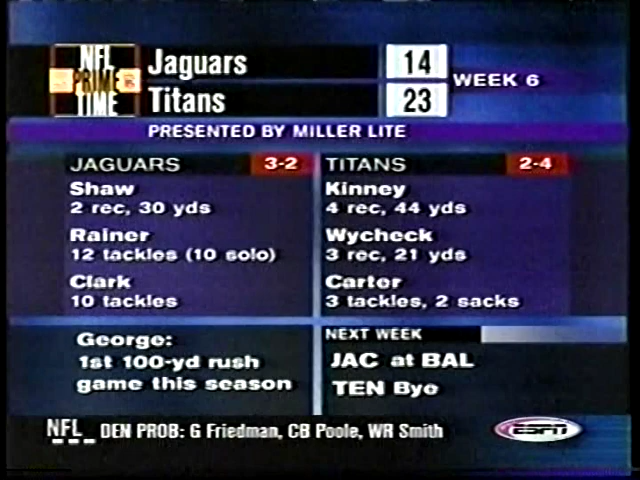 NFL PRIME TIME
Jaguars 14
Titans 23
WEEK 6
PRESENTED BY MILLER LITE
JAGUARS 3-2
Shaw
2 rec, 30 yds
Rainer
12 tackles (10 solo)
Clark
10 tackles
TITANS 2-4
Kinney
4 rec, 44 yds
Wycheck
3 rec, 21 yds
Carter
3 tackles, 2 sacks
George:
1st 100-yd rush
game this season
NEXT WEEK
JAC at BAL
TEN Bye
NFL DEN PROB: G Friedman, CB Poole, WR Smith
ESPN